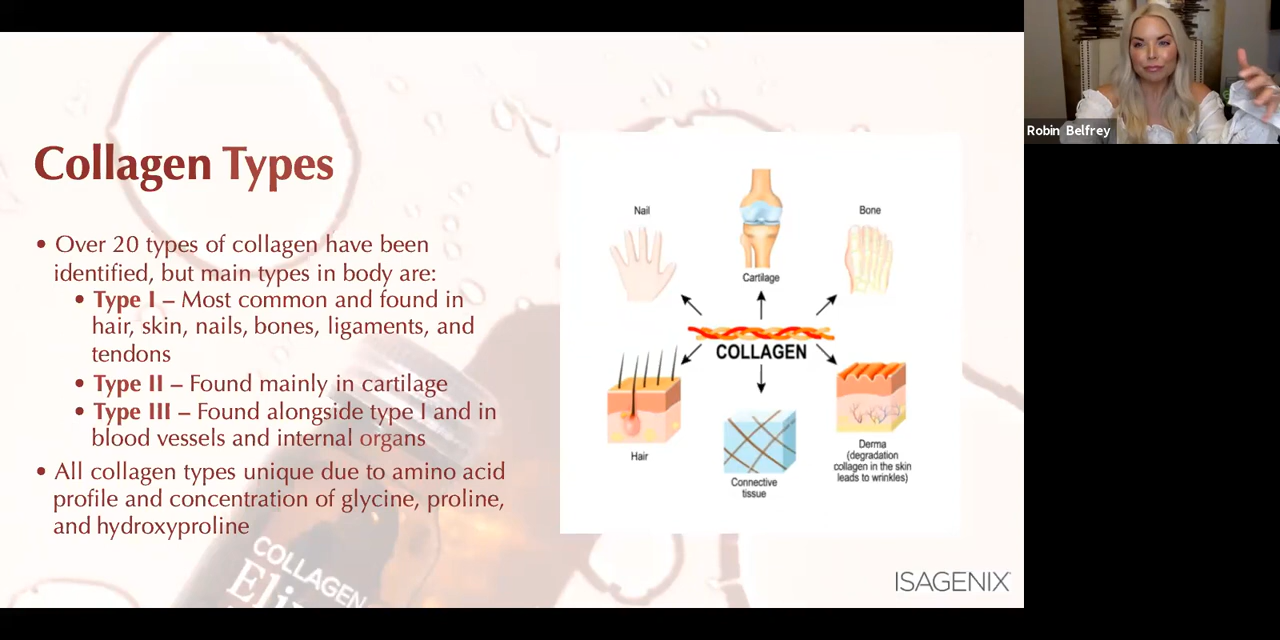 Robin Belfrey
Collagen Types
• Over 20 types of collagen have been
identified, but main types in body are:
• Type I – Most common and found in
hair, skin, nails, bones, ligaments, and
tendons
• Type II – Found mainly in cartilage
• Type III – Found alongside type I and in
blood vessels and internal organs
• All collagen types unique due to amino acid
profile and concentration of glycine, proline,
and hydroxyproline
Nail
Bone
Cartilage
COLLAGEN
Hair
Connective
tissue
Derma
(degradation
collagen in the skin
leads to wrinkles)
COLLAGEN
ISAGENIX